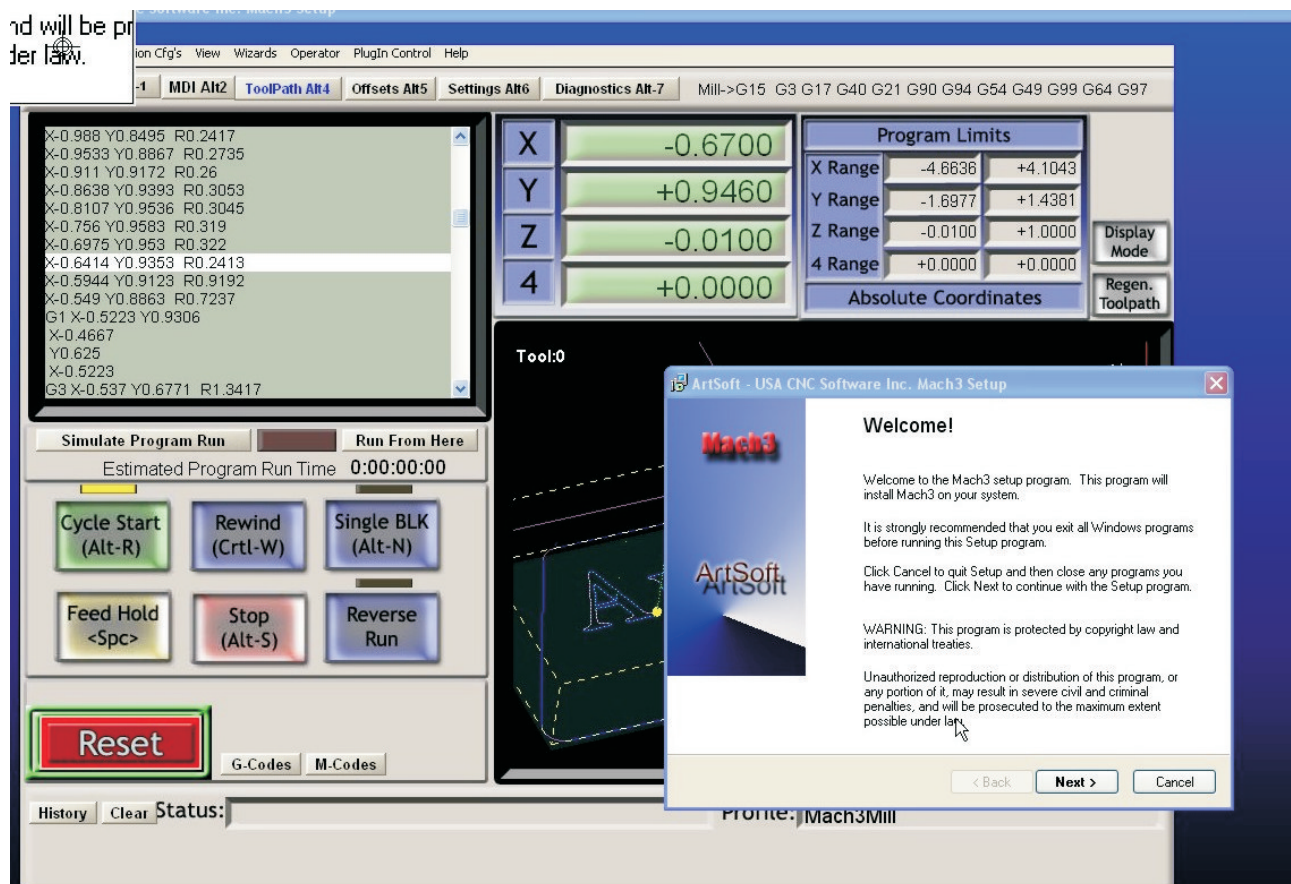 nd will be pr
der law.
Soft
ion Cfg's View Wizards Operator PlugIn Control Help
-1 MDI Alt2 ToolPath Alt4 Offsets Alt5 Settings Alt6 Diagnostics Alt-7 Mill->G15 G3 G17 G40 G21 G90 G94 G54 G49 G99 G64 G97
X-0.988 Y0.8495 R0.2417
X-0.9533 Y0.8867 R0.2735
X-0.911 Y0.9172 R0.26
X-0.8638 Y0.9393 R0.3053
X-0.8107 Y0.9536 R0.3045
X-0.756 Y0.9583 R0.319
X-0.6975 Y0.953 R0.322
X-0.6414 Y0.9353 R0.2413
X-0.5944 Y0.9123 R0.9192
X-0.549 Y0.8863 R0.7237
G1 X-0.5223 Y0.9306
X-0.4667
Y0.625
X-0.5223
G3 X-0.537 Y0.6771 R1.3417
X -0.6700
Y +0.9460
Z -0.0100
4 +0.0000
Program Limits
X Range -4.6636 +4.1043
Y Range -1.6977 +1.4381
Z Range -0.0100 +1.0000
4 Range +0.0000 +0.0000
Absolute Coordinates
Display
Mode
Regen.
Toolpath
Simulate Program Run Run From Here
Estimated Program Run Time 0:00:00:00
Cycle Start
(Alt-R)
Rewind
(Crtl-W)
Single BLK
(Alt-N)
Feed Hold
<Spc>
Stop
(Alt-S)
Reverse
Run
Reset
G-Codes M-Codes
History Clear Status:
Profile: Mach3Mill
Tool:0
ArtSoft - USA CNC Software Inc. Mach3 Setup
Mach3
ArtSoft
Welcome!
Welcome to the Mach3 setup program. This program will
install Mach3 on your system.
It is strongly recommended that you exit all Windows programs
before running this Setup program.
Click Cancel to quit Setup and then close any programs you
have running. Click Next to continue with the Setup program.
WARNING: This program is protected by copyright law and
international treaties.
Unauthorized reproduction or distribution of this program, or
any portion of it, may result in severe civil and criminal
penalties, and will be prosecuted to the maximum extent
possible under law.
< Back Next > Cancel